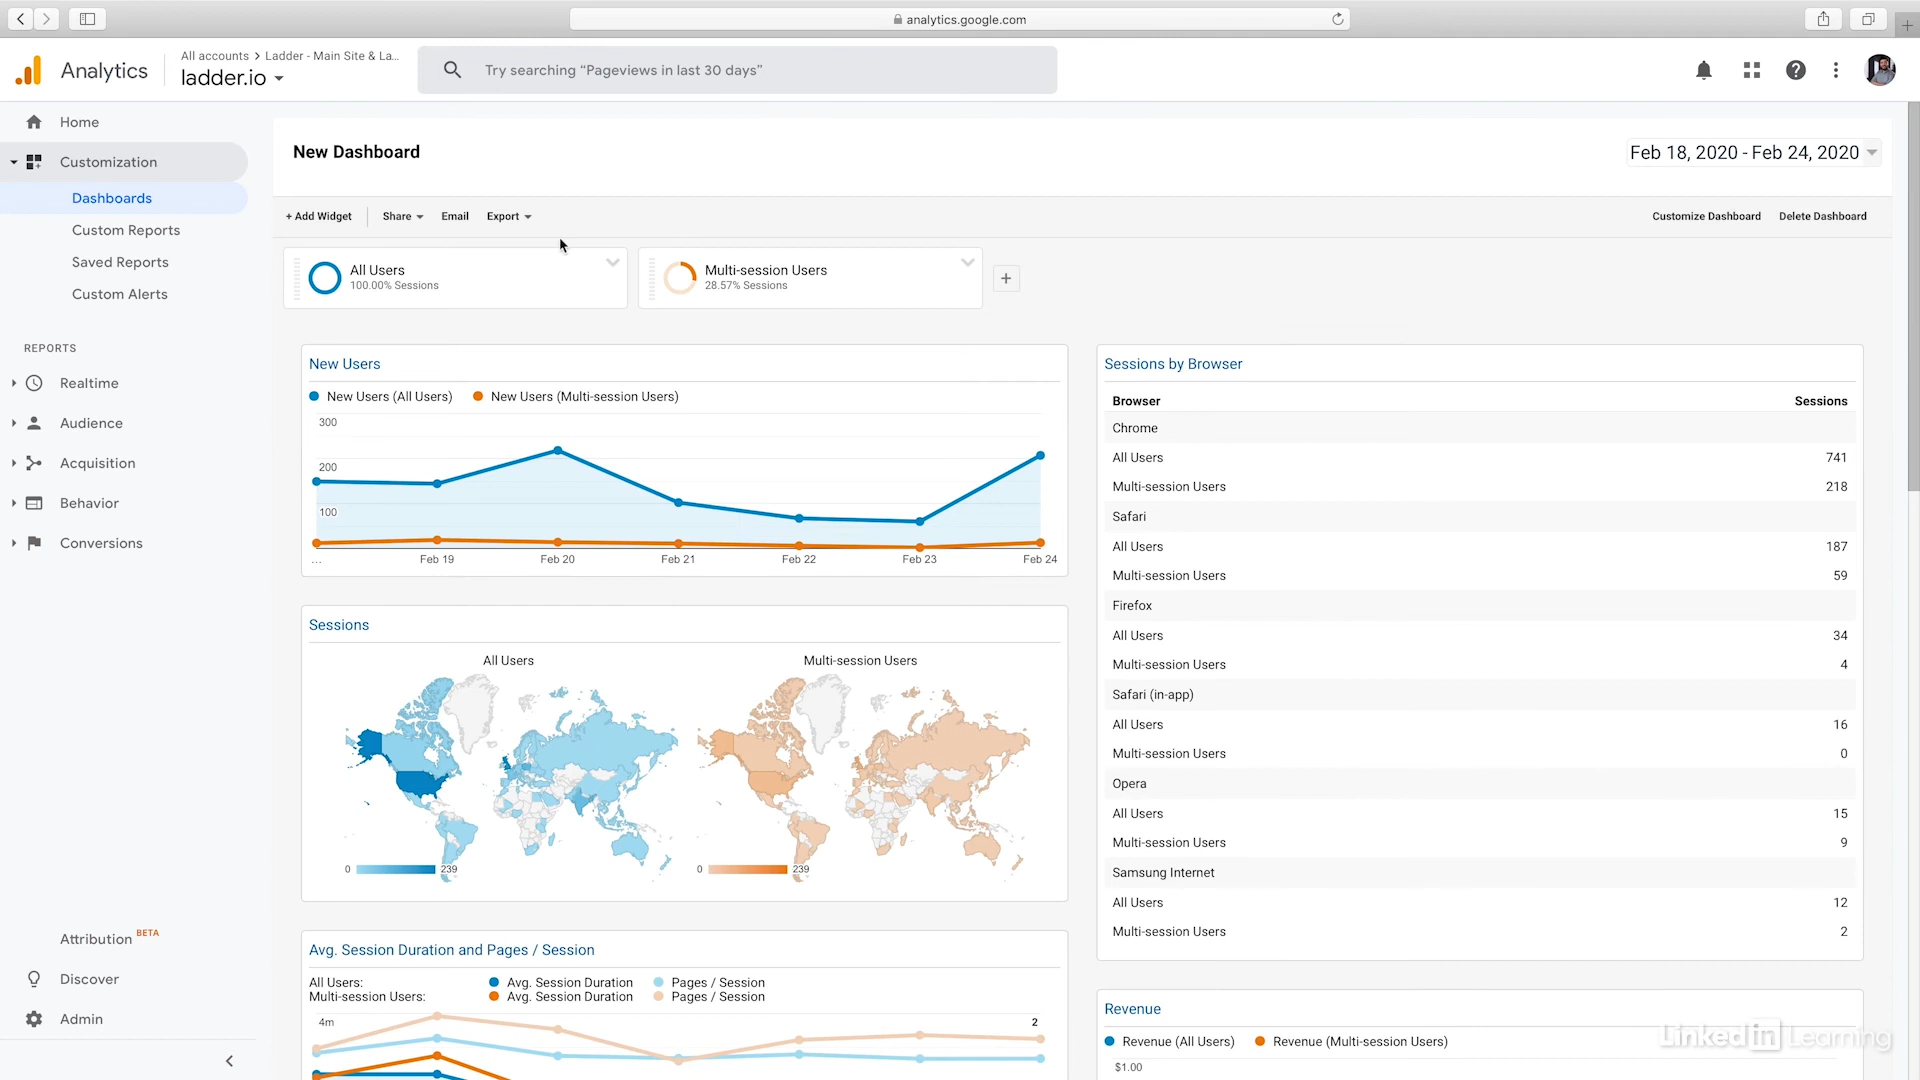 analytics.google.com
Analytics
All accounts > Ladder - Main Site & La...
ladder.io
Try searching “Pageviews in last 30 days”
Home
Customization
Dashboards
Custom Reports
Saved Reports
Custom Alerts
REPORTS
Realtime
Audience
Acquisition
Behavior
Conversions
Attribution BETA
Discover
Admin
New Dashboard
Feb 18, 2020 - Feb 24, 2020
+ Add Widget
Share
Email
Export
Customize Dashboard
Delete Dashboard
All Users
100.00% Sessions
Multi-session Users
28.57% Sessions
+
New Users
New Users (All Users)
New Users (Multi-session Users)
300
200
100
...
Feb 19
Feb 20
Feb 21
Feb 22
Feb 23
Feb 24
Sessions
All Users
Multi-session Users
0
239
0
239
Avg. Session Duration and Pages / Session
All Users:
Avg. Session Duration
Pages / Session
Multi-session Users:
Avg. Session Duration
Pages / Session
4m
2
Sessions by Browser
Browser Sessions
Chrome
All Users 741
Multi-session Users 218
Safari
All Users 187
Multi-session Users 59
Firefox
All Users 34
Multi-session Users 4
Safari (in-app)
All Users 16
Multi-session Users 0
Opera
All Users 15
Multi-session Users 9
Samsung Internet
All Users 12
Multi-session Users 2
Revenue
Revenue (All Users)
Revenue (Multi-session Users)
$1.00
Linked in Learning